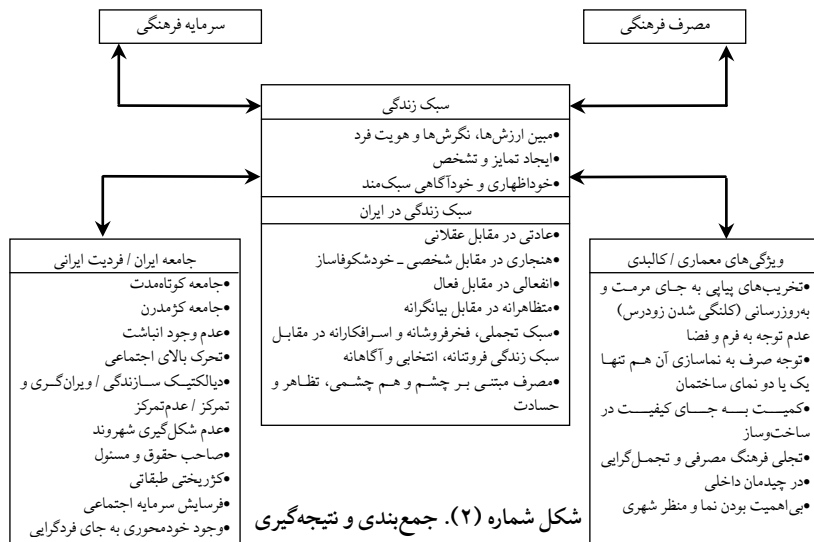 مصرف فرهنگی
سرمایه فرهنگی
سبک زندگی
•مبین ارزش‌ها، نگرش‌ها و هویت فرد
•ایجاد تمایز و تشخص
•خوداظهاری و خودآگاهی سبک‌مند
سبک زندگی در ایران
•عادتی در مقابل عقلانی
•هنجاری در مقابل شخصی ـ خودشکوفاساز
•انفعالی در مقابل فعال
•متظاهرانه در مقابل بیانگرانه
•سبک تجملی، فخرفروشانه و اسرافکارانه در مقابل
سبک زندگی فروتنانه، انتخابی و آگاهانه
•مصرف مبتنی بر چشم و هم چشمی، تظاهر و
حسادت
ویژگی‌های معماری / کالبدی
•تخریب‌های پیاپی به جای مرمت و
به‌روزرسانی (کلنگی شدن زودرس)
عدم توجه به فرم و فضا
•توجه صرف به نماسازی آن هم تنها
یک یا دو نمای ساختمان
•کمیت به جای کیفیت در
ساخت‌وساز
•تجلی فرهنگ مصرفی و تجمل‌گرایی
در چیدمان داخلی
•بی‌اهمیت بودن نما و منظر شهری
جامعه ایران / فردیت ایرانی
•جامعه کوتاه‌مدت
•جامعه کژمدرن
•عدم وجود انباشت
•تحرک بالای اجتماعی
•دیالکتیک سازندگی / ویران‌گری و
تمرکز / عدم‌تمرکز
•عدم شکل‌گیری شهروند
•صاحب حقوق و مسئول
•کژریختی طبقاتی
•فرسایش سرمایه اجتماعی
•وجود خودمحوری به جای فردگرایی
شکل شماره (۲). جمع‌بندی و نتیجه‌گیری